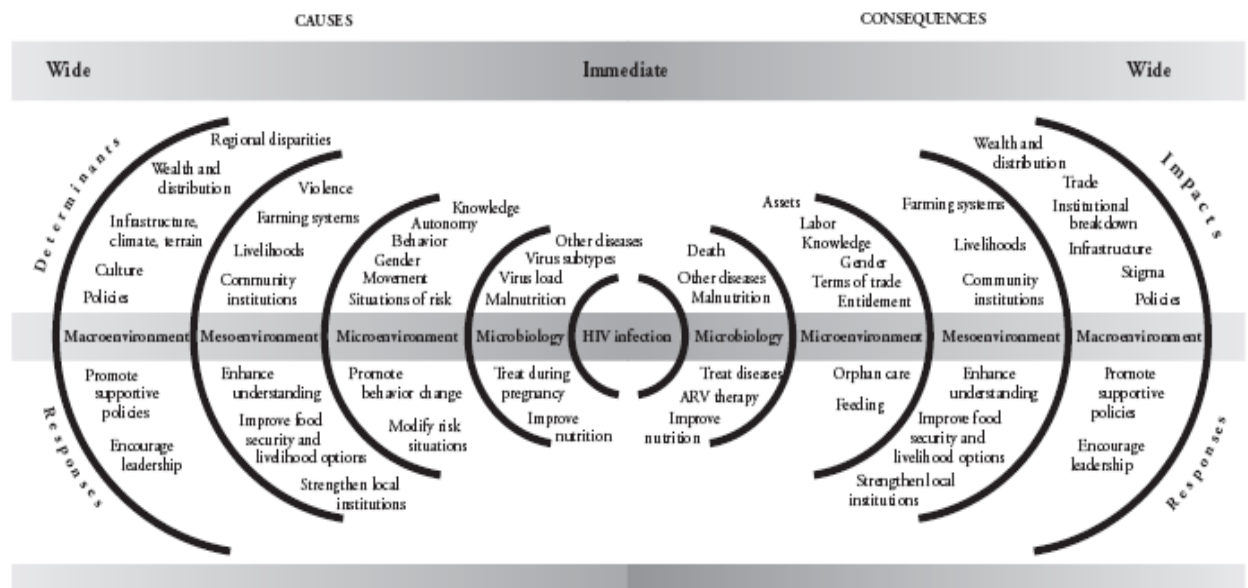 CAUSES
CONSEQUENCES
Wide
Immediate
Wide
Determinants
Regional disparities
Wealth and
distribution
Infrastructure,
climate, terrain
Culture
Policies
Violence
Farming systems
Livelihoods
Community
institutions
Knowledge
Autonomy
Behavior
Gender
Movement
Situations of risk
Other diseases
Virus subtypes
Virus load
Malnutrition
Death
Other diseases
Malnutrition
Assets
Labor
Knowledge
Gender
Terms of trade
Entitlement
Farming systems
Livelihoods
Community
institutions
Wealth and
distribution
Trade
Institutional
breakdown
Infrastructure
Stigma
Policies
Impacts
Macroenvironment
Mesoenvironment
Microenvironment
Microbiology
HIV infection
Microbiology
Microenvironment
Mesoenvironment
Macroenvironment
Responses
Promote
supportive
policies
Encourage
leadership
Enhance
understanding
Improve food
security and
livelihood options
Strengthen local
institutions
Promote
behavior change
Modify risk
situations
Treat during
pregnancy
Improve
nutrition
Treat diseases
ARV therapy
Improve
nutrition
Orphan care
Feeding
Enhance
understanding
Improve food
security and
livelihood options
Strengthen local
institutions
Promote
supportive
policies
Encourage
leadership
Responses